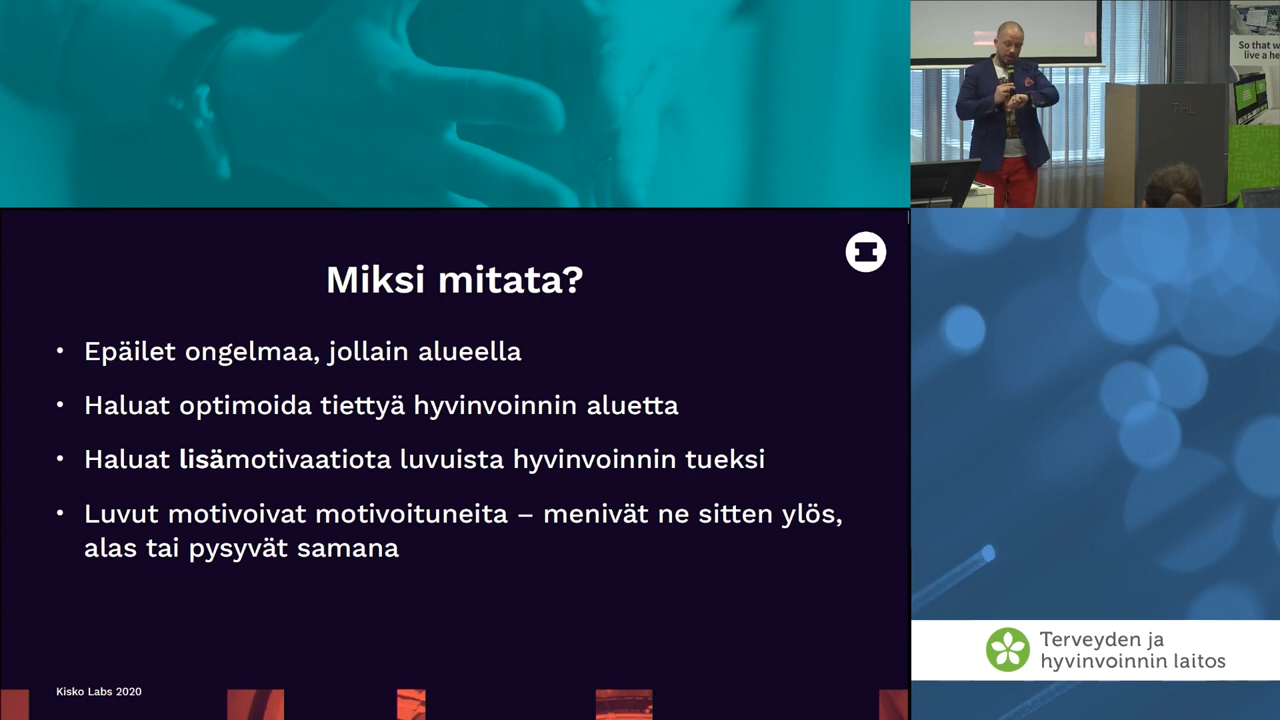 So that w
live a he
THL
Miksi mitata?
• Epäilet ongelmaa, jollain alueella
• Haluat optimoida tiettyä hyvinvoinnin aluetta
• Haluat lisämotivaatiota luvuista hyvinvoinnin tueksi
• Luvut motivoivat motivoituneita – menivät ne sitten ylös,
alas tai pysyvät samana
Kisko Labs 2020
Terveyden ja
hyvinvoinnin laitos